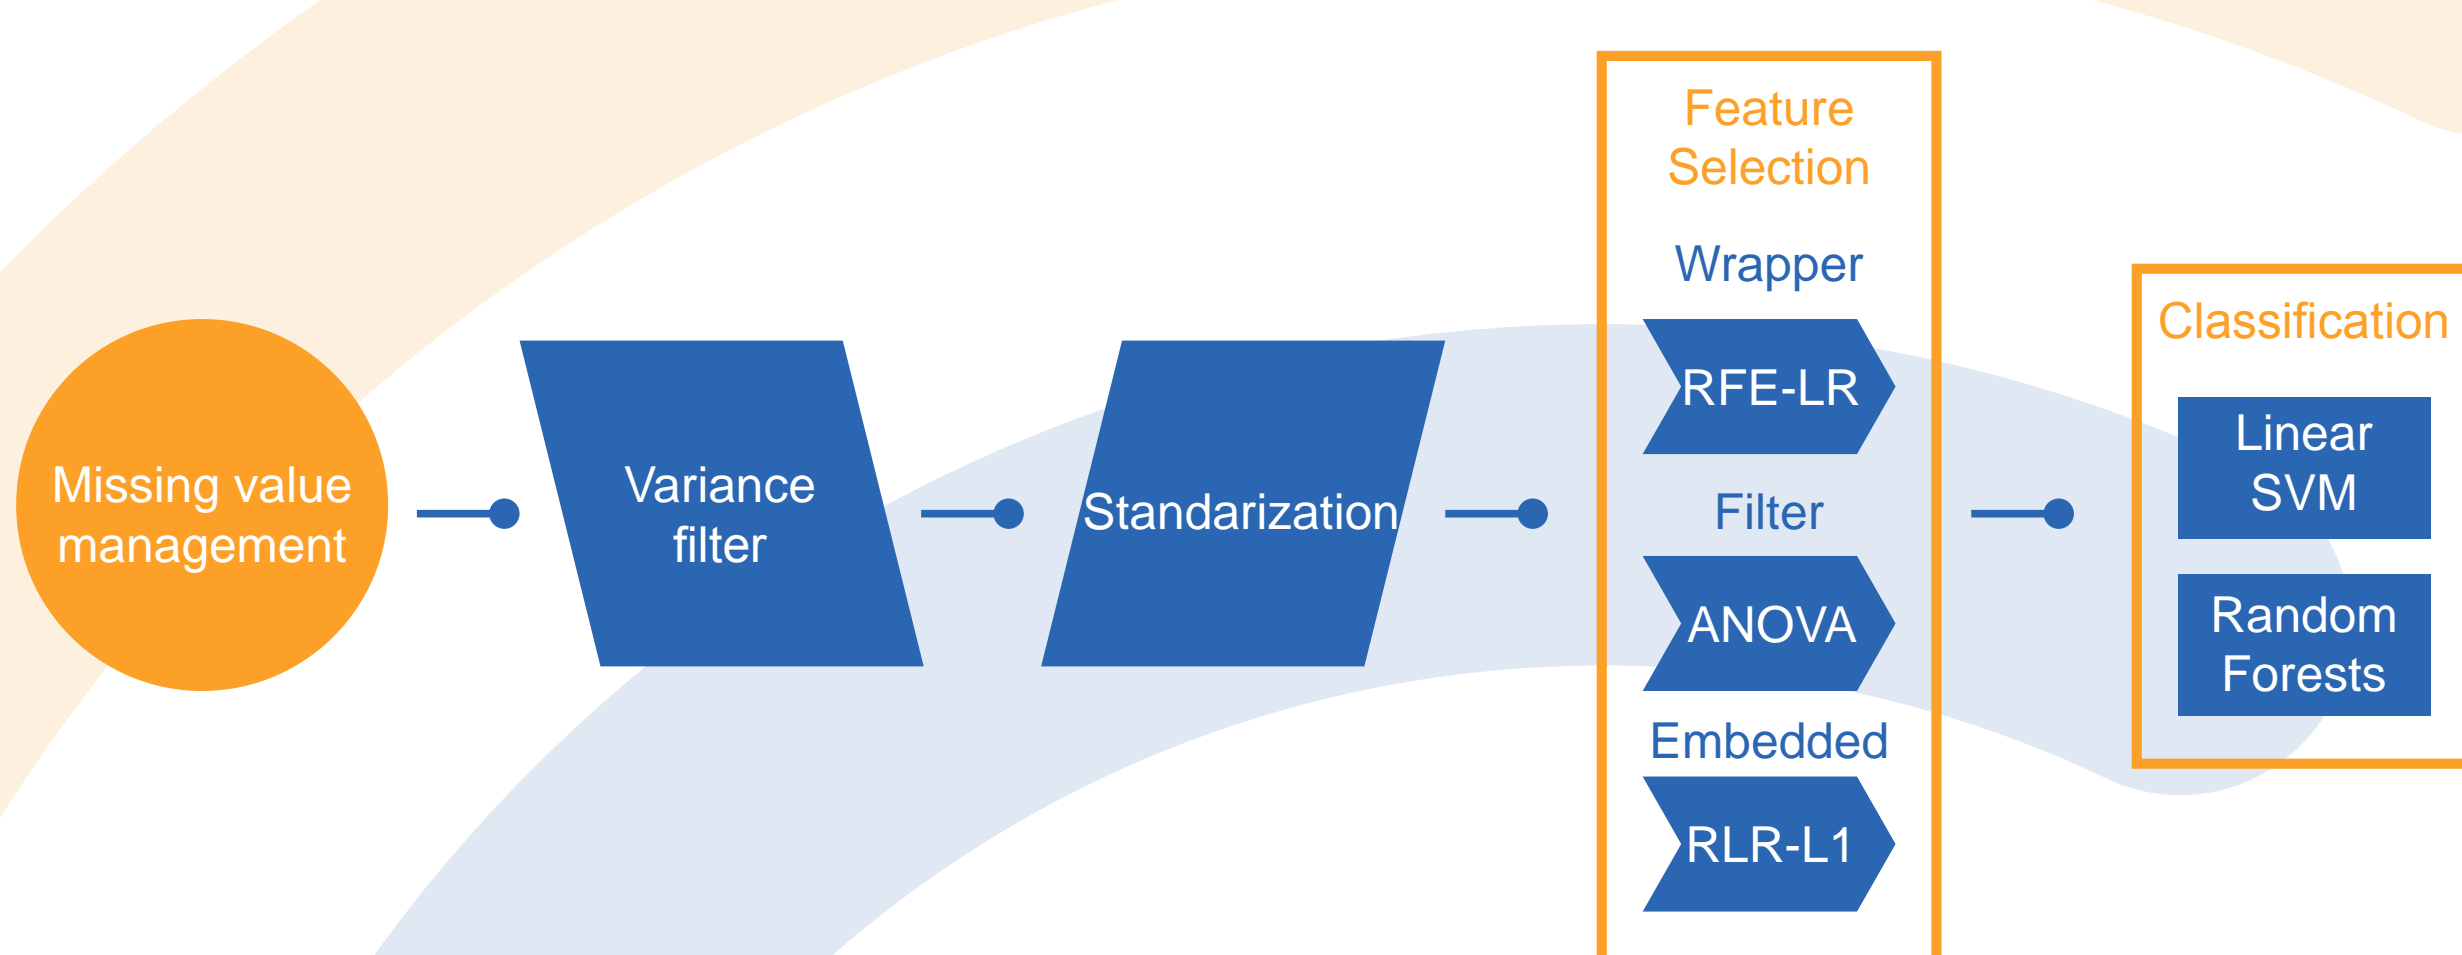 Missing value
management
Variance
filter
Standarization
Feature
Selection
Wrapper
RFE-LR
Filter
ANOVA
Embedded
RLR-L1
Classification
Linear
SVM
Random
Forests